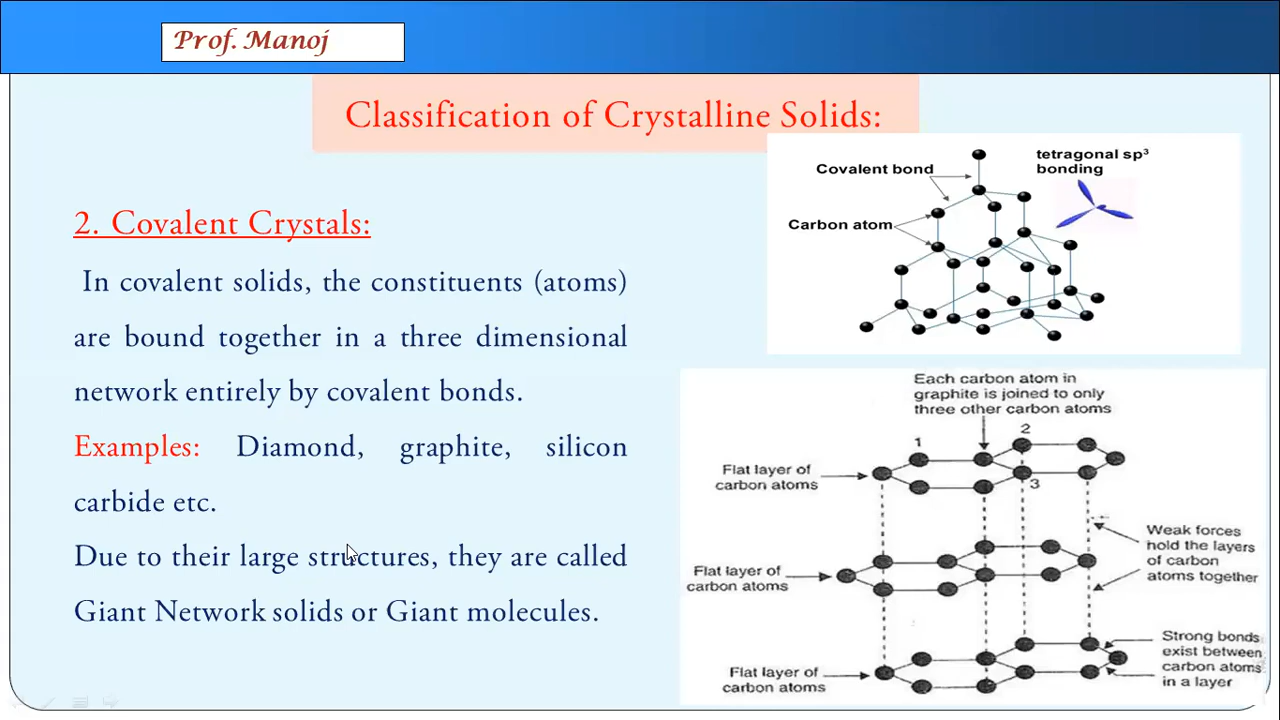 Prof. Manoj
Classification of Crystalline Solids:
2. Covalent Crystals:
In covalent solids, the constituents (atoms)
are bound together in a three dimensional
network entirely by covalent bonds.
Examples: Diamond, graphite, silicon
carbide etc.
Due to their large structures, they are called
Giant Network solids or Giant molecules.
Covalent bond
tetragonal sp³
bonding
Carbon atom
Each carbon atom in
graphite is joined to only
three other carbon atoms
1
2
3
Flat layer of
carbon atoms
Weak forces
hold the layers
of carbon
atoms together
Flat layer of
carbon atoms
Strong bonds
exist between
carbon atoms
in a layer
Flat layer of
carbon atoms